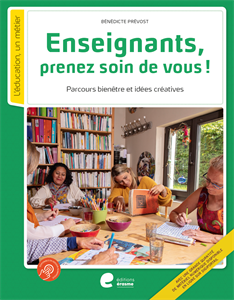 L'éducation, un métier
BÉNÉDICTE PRÉVOST
Enseignants,
prenez soin de vous !
Parcours bienêtre et idées créatives
éditions
érasme